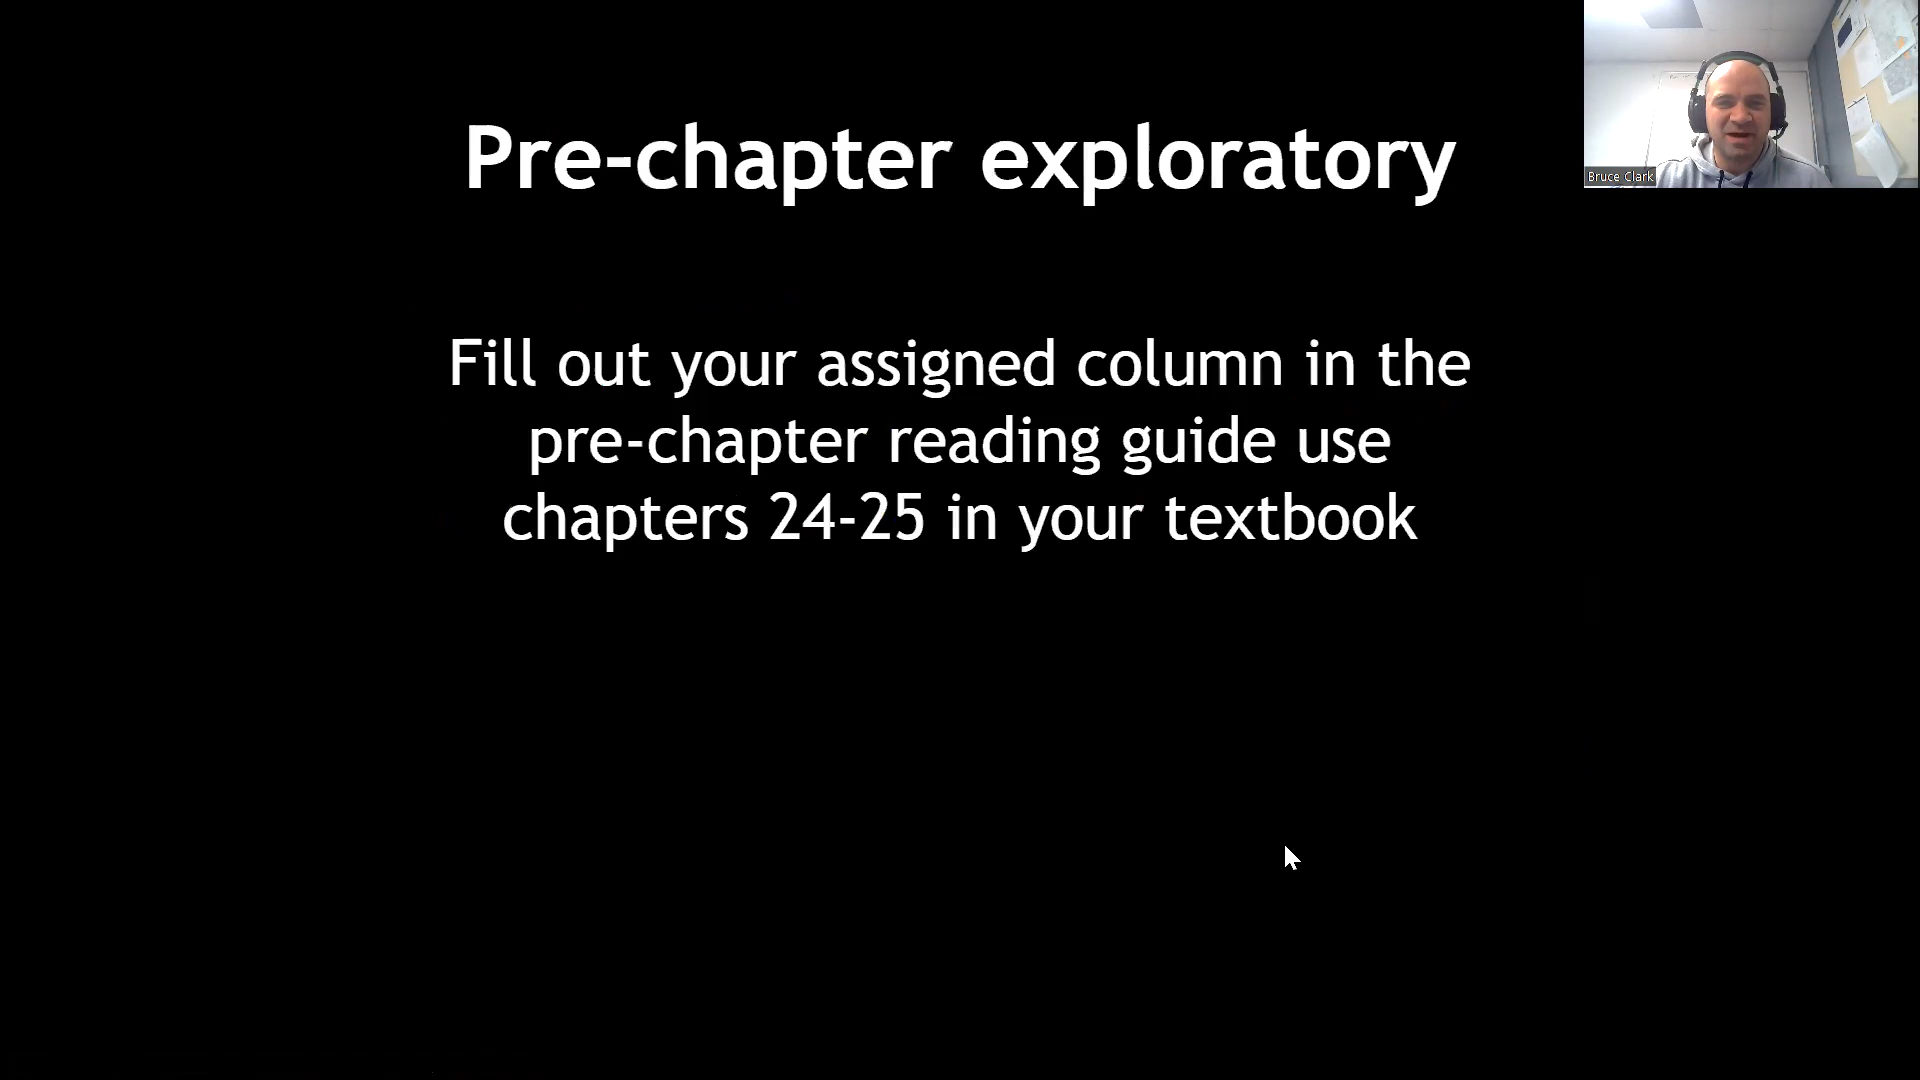 Pre-chapter exploratory
Fill out your assigned column in the
pre-chapter reading guide use
chapters 24-25 in your textbook
Bruce Clark